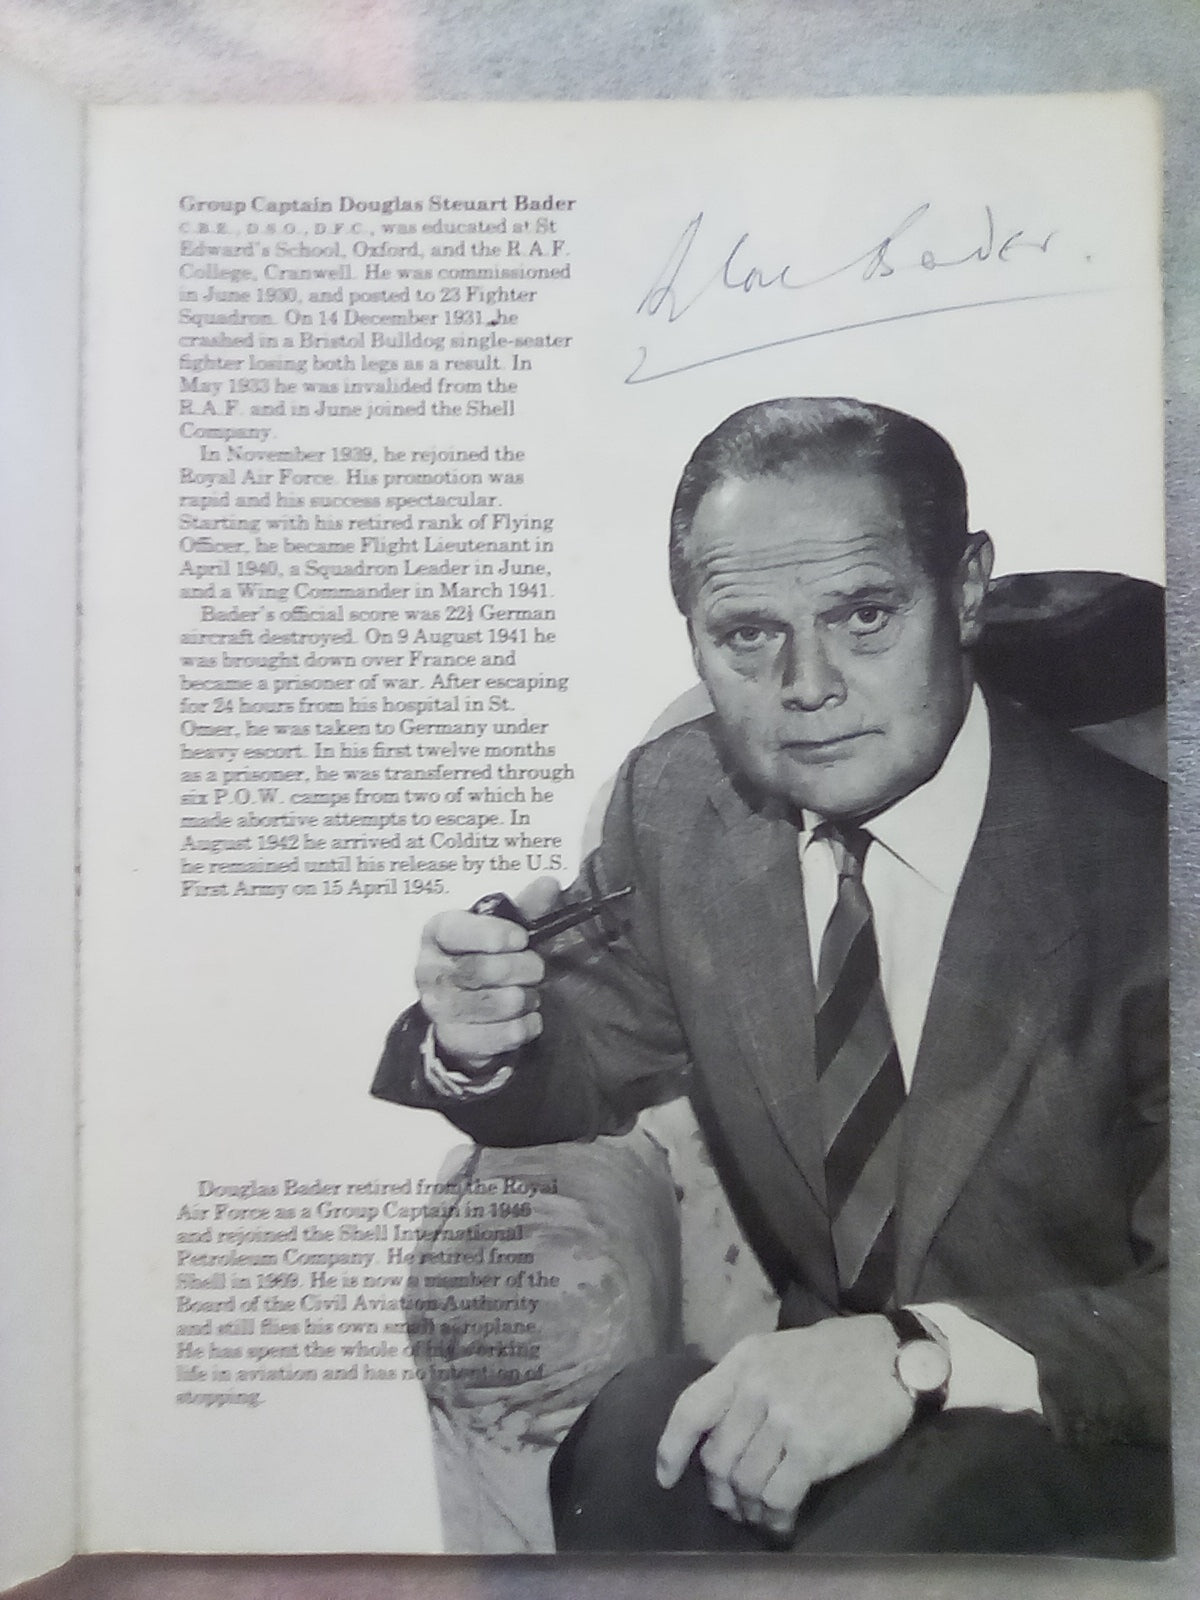 Group Captain Douglas Steuart Bader
C.B.E., D.S.O., D.F.C., was educated at St
Edward's School, Oxford, and the R.A.F.
College, Cranwell. He was commissioned
in June 1930, and posted to 23 Fighter
Squadron. On 14 December 1931, he
crashed in a Bristol Bulldog single-seater
fighter losing both legs as a result. In
May 1933 he was invalided from the
R.A.F. and in June joined the Shell
Company.
In November 1939, he rejoined the
Royal Air Force. His promotion was
rapid and his success spectacular.
Starting with his retired rank of Flying
Officer, he became Flight Lieutenant in
April 1940, a Squadron Leader in June,
and a Wing Commander in March 1941.
Bader's official score was 22½ German
aircraft destroyed. On 9 August 1941 he
was brought down over France and
became a prisoner of war. After escaping
for 24 hours from his hospital in St.
Omer, he was taken to Germany under
heavy escort. In his first twelve months
as a prisoner, he was transferred through
six P.O.W. camps from two of which he
made abortive attempts to escape. In
August 1942 he arrived at Colditz where
he remained until his release by the U.S.
First Army on 15 April 1945.
Douglas Bader retired from the Royal
Air Force as a Group Captain in 1946
and rejoined the Shell International
Petroleum Company. He retired from
Shell in 1969. He is now a member of the
Board of the Civil Aviation Authority
and still flies his own small aeroplane.
He has spent the whole of his working
life in aviation and has no intention of
stopping.
Bader.